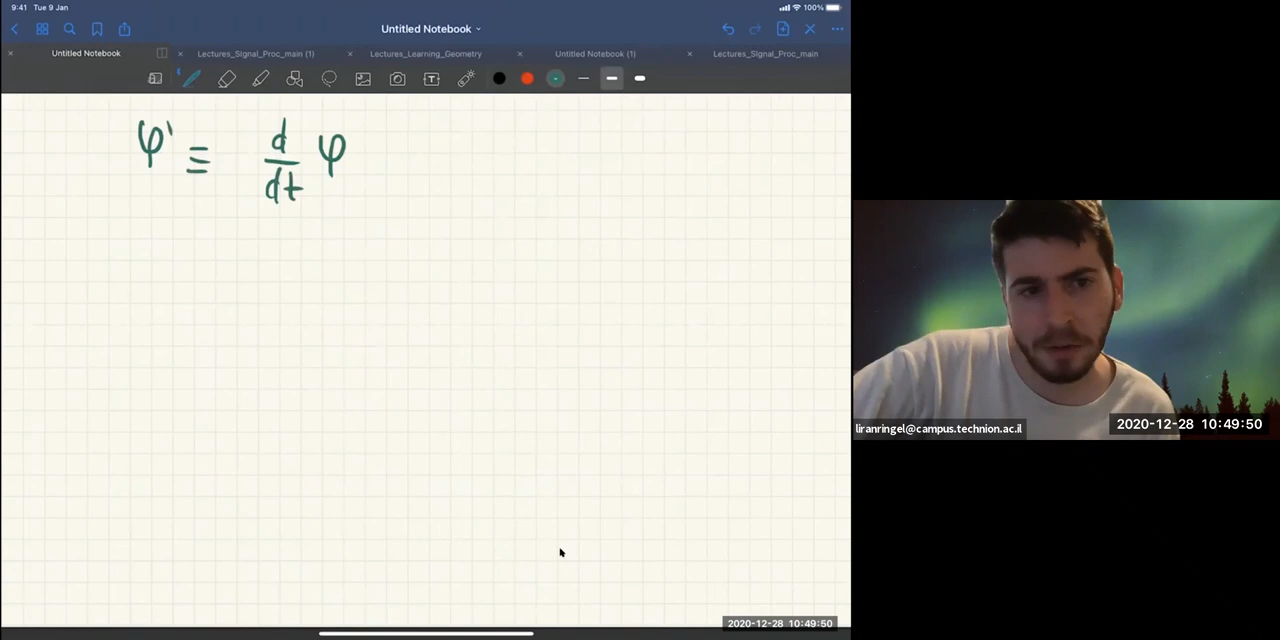 9:41 Tue 9 Jan
100%
Untitled Notebook
Untitled Notebook
Lectures_Signal_Proc_main (1)
Lectures_Learning_Geometry
Untitled Notebook (1)
Lectures_Signal_Proc_main
T
φ' ≡ d/dt φ
liranringel@campus.technion.ac.il
2020-12-28 10:49:50
2020-12-28 10:49:50